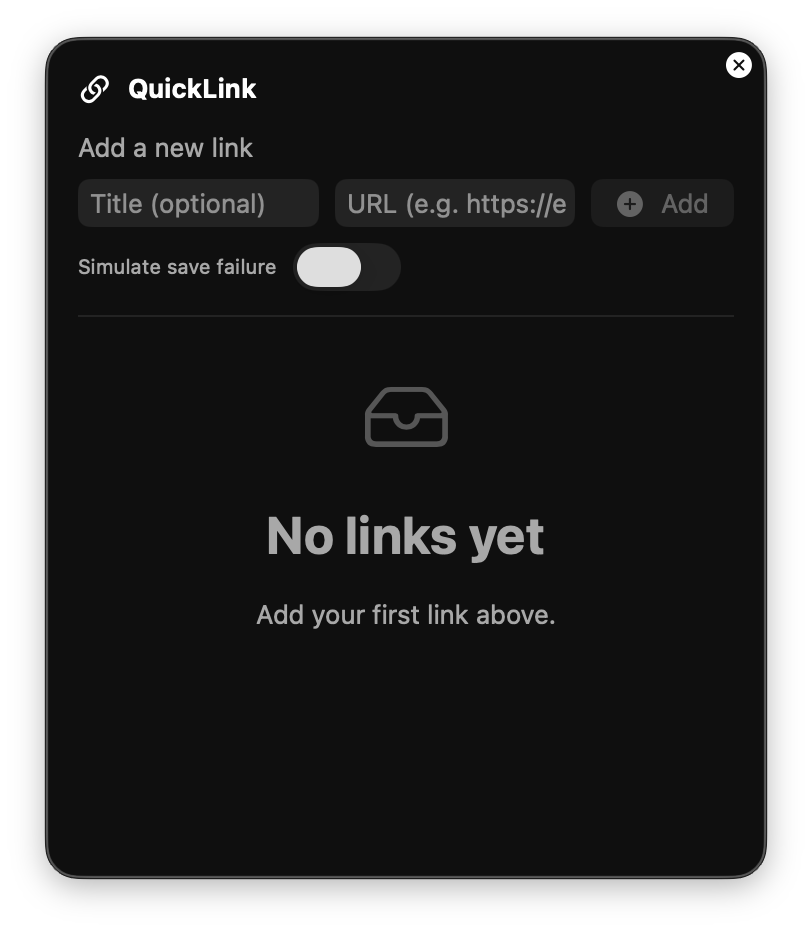 QuickLink
Add a new link
Title (optional) URL (e.g. https://e Add
Simulate save failure
No links yet
Add your first link above.